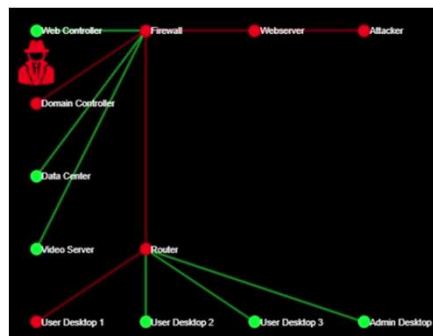 Web Controller
Firewall
Webserver
Attacker
Domain Controller
Data Center
Video Server
Router
User Desktop 1
User Desktop 2
User Desktop 3
Admin Desktop